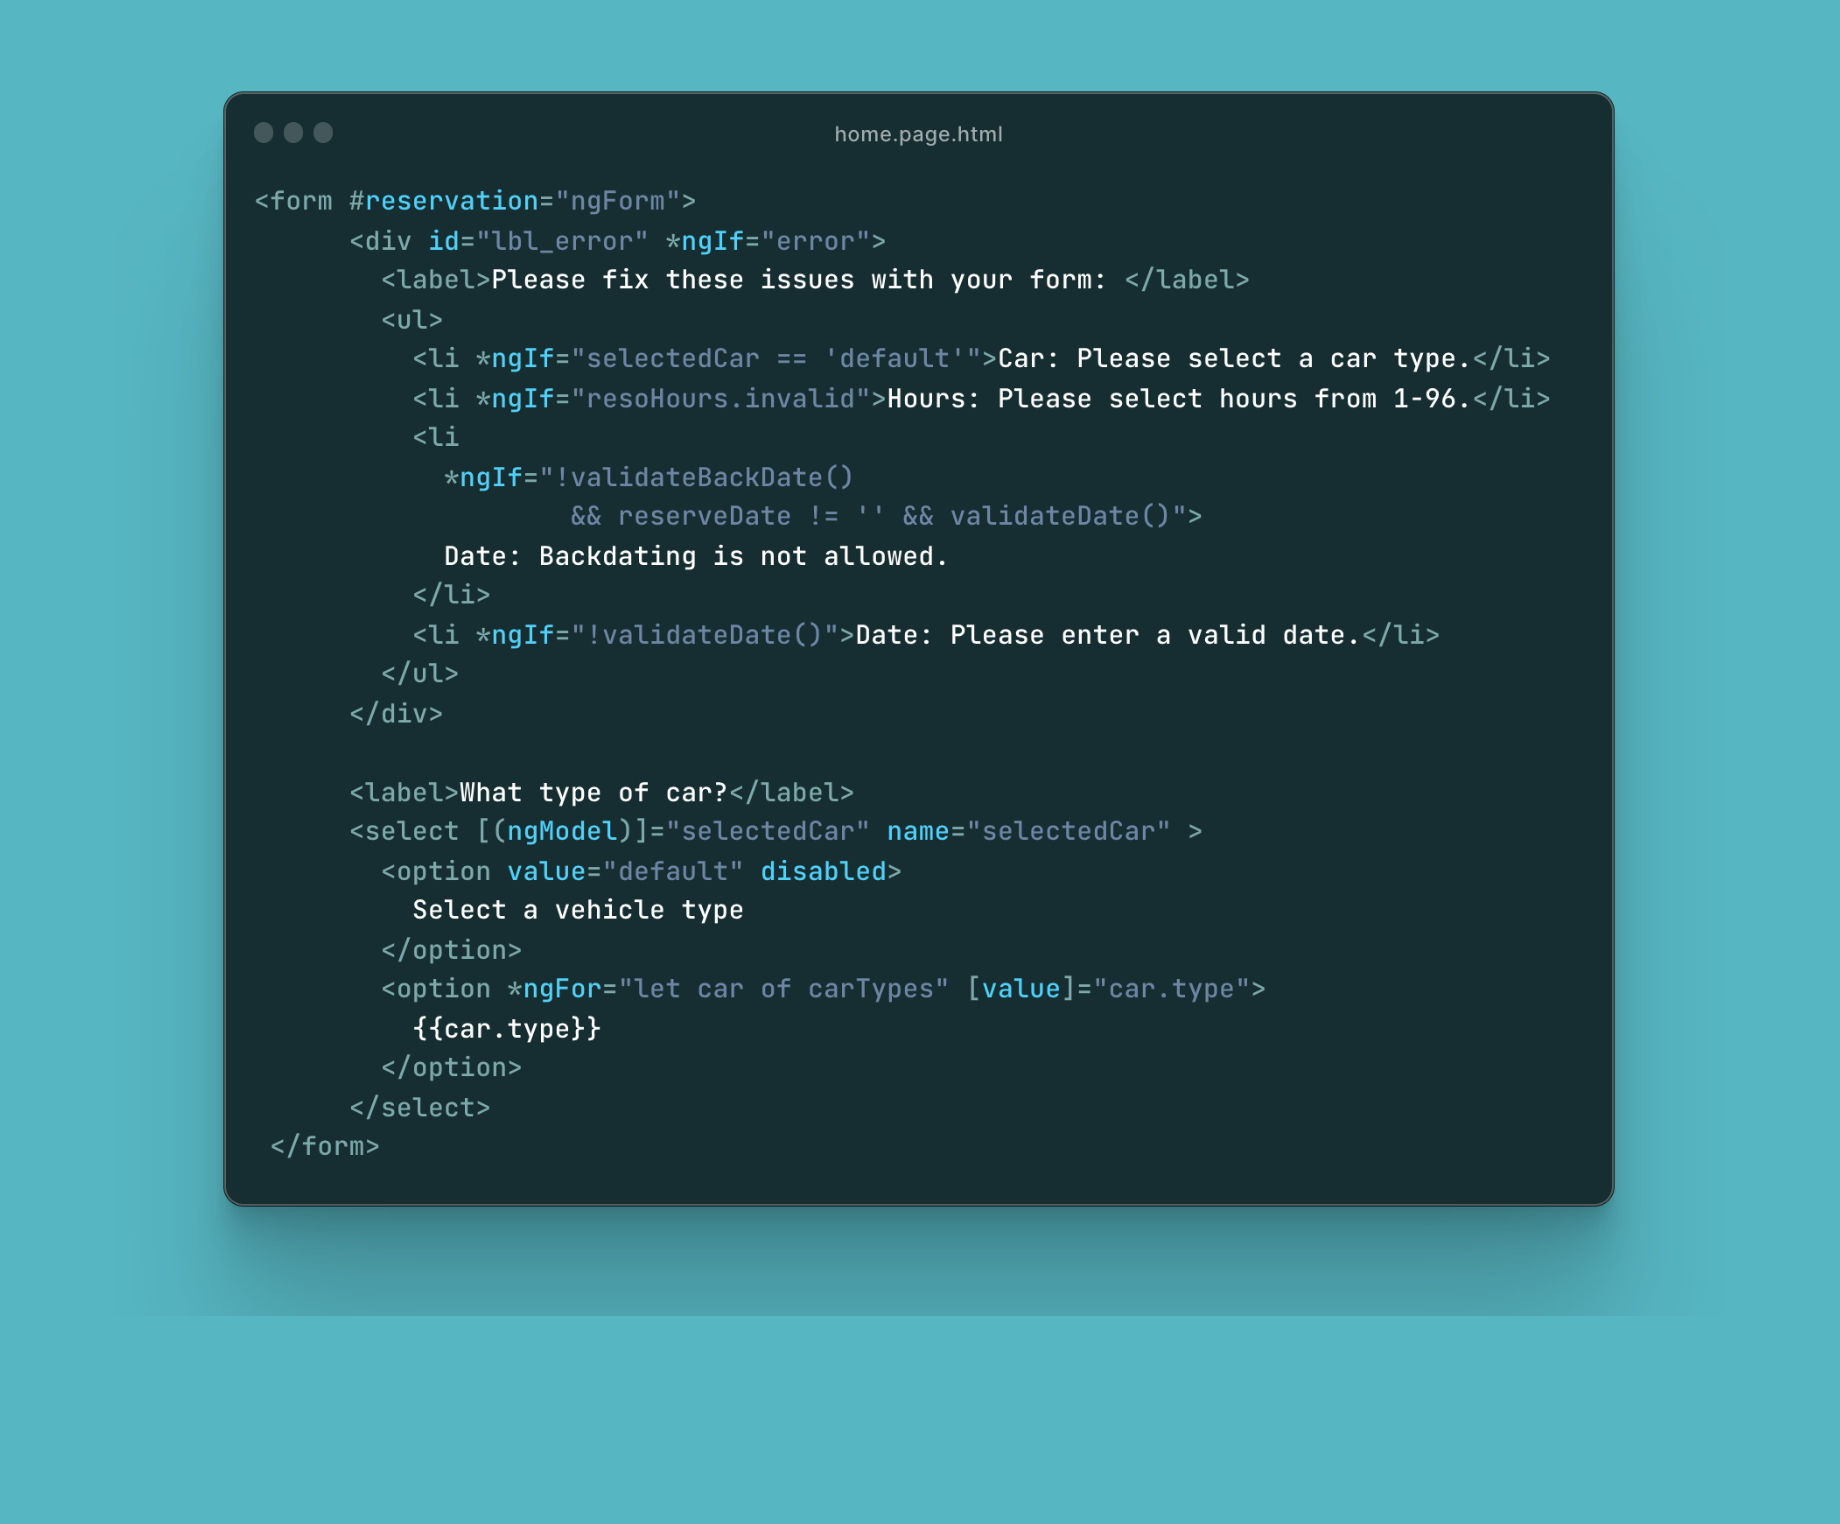 home.page.html
<form #reservation="ngForm">
      <div id="lbl_error" *ngIf="error">
        <label>Please fix these issues with your form: </label>
        <ul>
          <li *ngIf="selectedCar == 'default'">Car: Please select a car type.</li>
          <li *ngIf="resoHours.invalid">Hours: Please select hours from 1-96.</li>
          <li
            *ngIf="!validateBackDate()
                    && reserveDate != '' && validateDate()">
            Date: Backdating is not allowed.
          </li>
          <li *ngIf="!validateDate()">Date: Please enter a valid date.</li>
        </ul>
      </div>

      <label>What type of car?</label>
      <select [(ngModel)]="selectedCar" name="selectedCar" >
        <option value="default" disabled>
          Select a vehicle type
        </option>
        <option *ngFor="let car of carTypes" [value]="car.type">
          {{car.type}}
        </option>
      </select>
 </form>